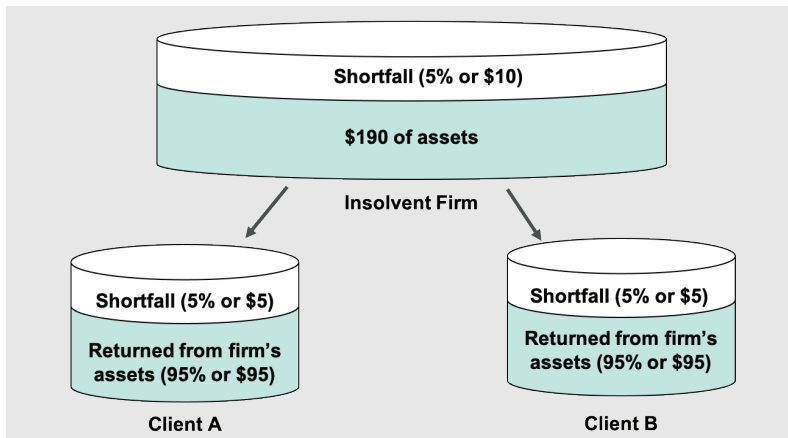 Shortfall (5% or $10)
$190 of assets
Insolvent Firm
Shortfall (5% or $5)
Returned from firm’s
assets (95% or $95)
Client A
Shortfall (5% or $5)
Returned from firm’s
assets (95% or $95)
Client B